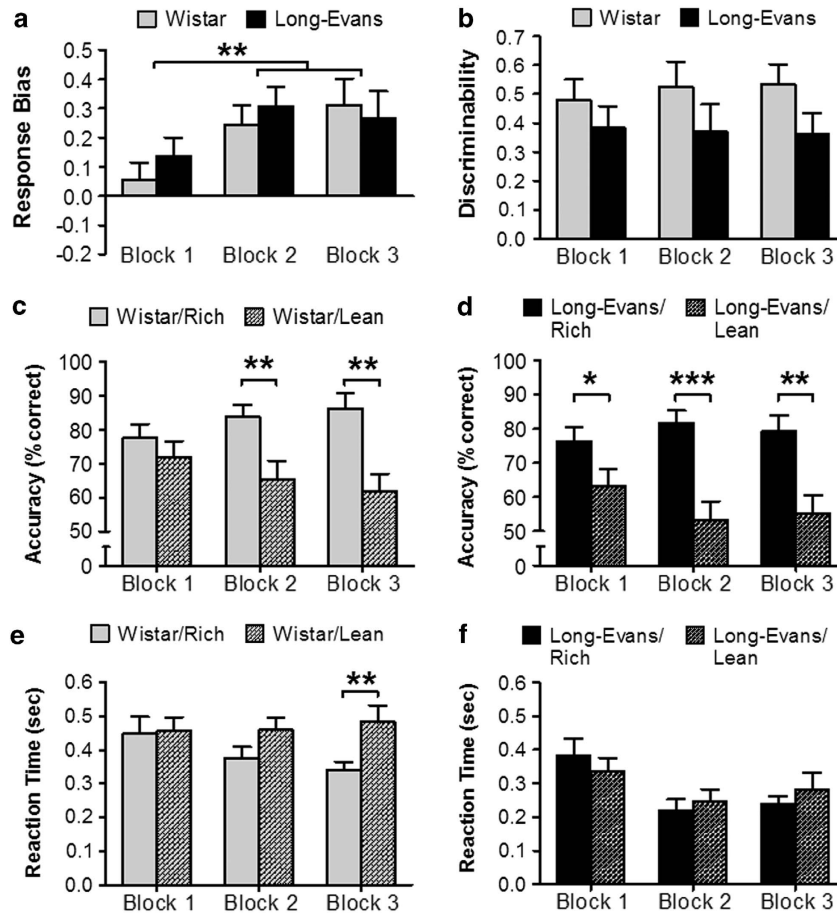 a
Wistar Long-Evans
**
Response Bias
0.5
0.4
0.3
0.2
0.1
0.0
-0.1
-0.2
Block 1 Block 2 Block 3
b
Wistar Long-Evans
Discriminability
0.7
0.6
0.5
0.4
0.3
0.2
0.1
0.0
Block 1 Block 2 Block 3
c
Wistar/Rich Wistar/Lean
Accuracy (% correct)
100
90
80
70
60
50
0
** **
Block 1 Block 2 Block 3
d
Long-Evans/ Long-Evans/
Rich Lean
Accuracy (% correct)
100
90
80
70
60
50
0
* *** **
Block 1 Block 2 Block 3
e
Wistar/Rich Wistar/Lean
Reaction Time (sec)
0.6
0.5
0.4
0.3
0.2
0.1
0.0
**
Block 1 Block 2 Block 3
f
Long-Evans/ Long-Evans/
Rich Lean
Reaction Time (sec)
0.6
0.5
0.4
0.3
0.2
0.1
0.0
Block 1 Block 2 Block 3